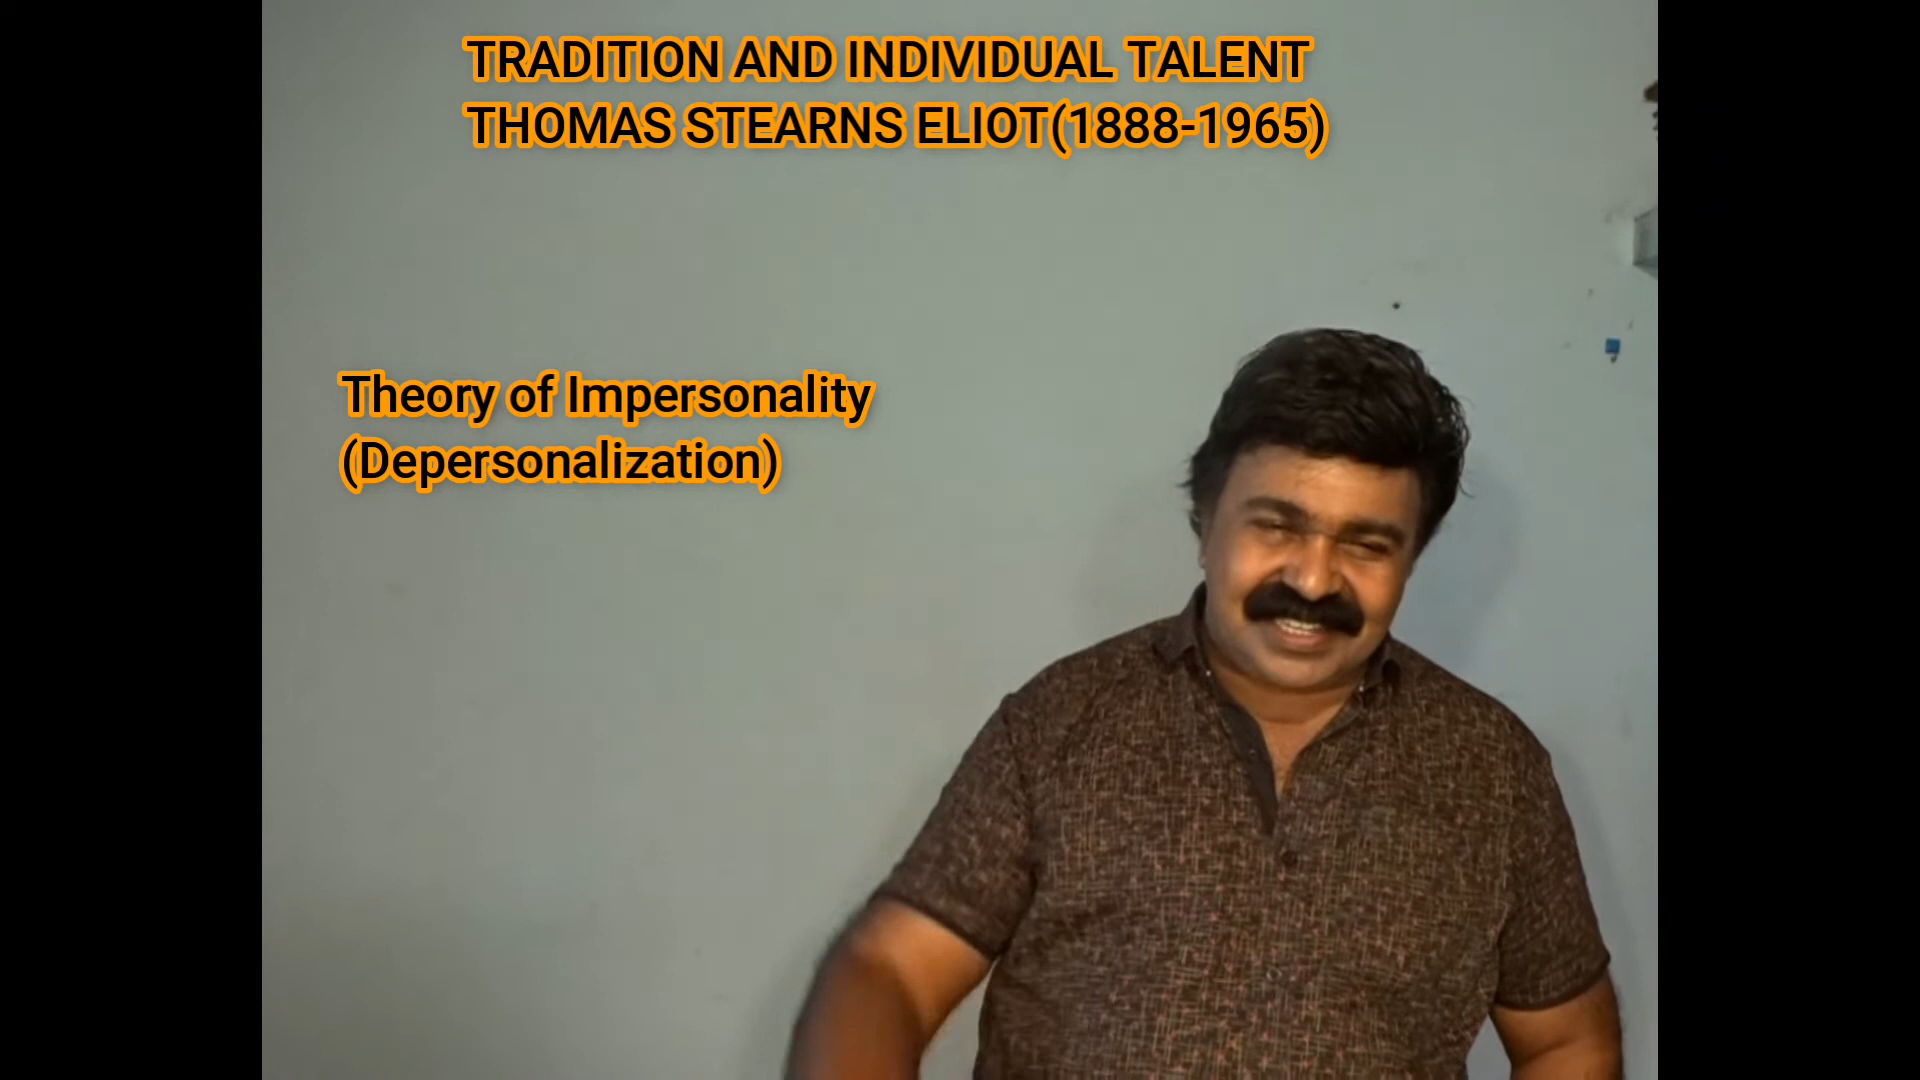 TRADITION AND INDIVIDUAL TALENT
THOMAS STEARNS ELIOT(1888-1965)
Theory of Impersonality
(Depersonalization)